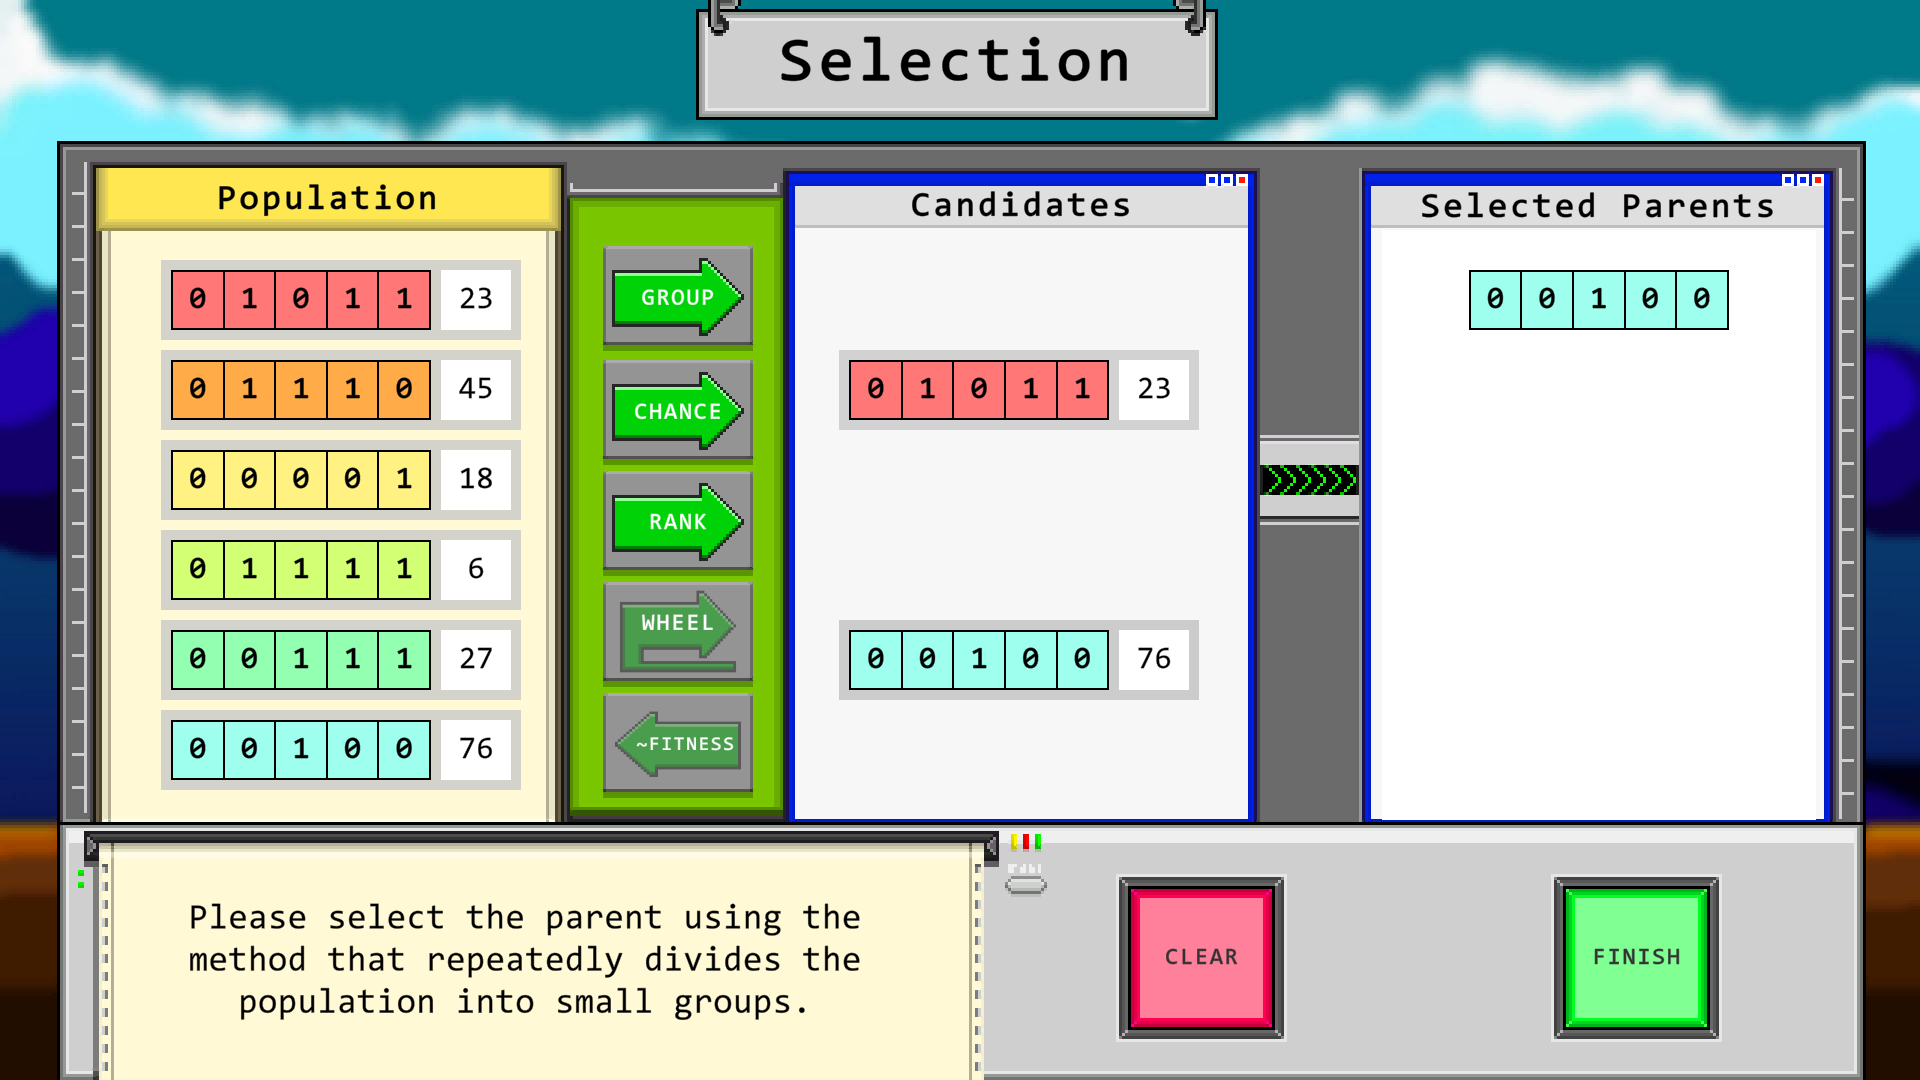 Selection
Population
0 1 0 1 1 23
0 1 1 1 0 45
0 0 0 0 1 18
0 1 1 1 1 6
0 0 1 1 1 27
0 0 1 0 0 76
GROUP
CHANCE
RANK
WHEEL
~FITNESS
Candidates
0 1 0 1 1 23
0 0 1 0 0 76
Selected Parents
0 0 1 0 0
Please select the parent using the
method that repeatedly divides the
population into small groups.
CLEAR
FINISH